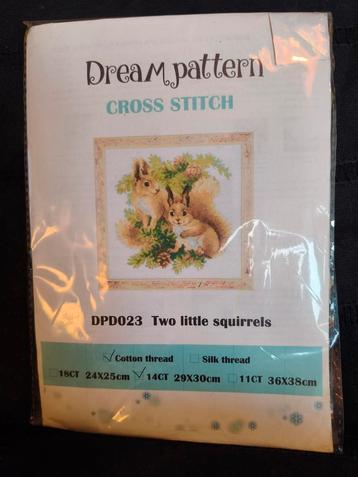 Dream pattern
CROSS STITCH
DPD023 Two little squirrels
Cotton thread Silk thread
18CT 24X25cm 14CT 29X30cm 11CT 36X38cm